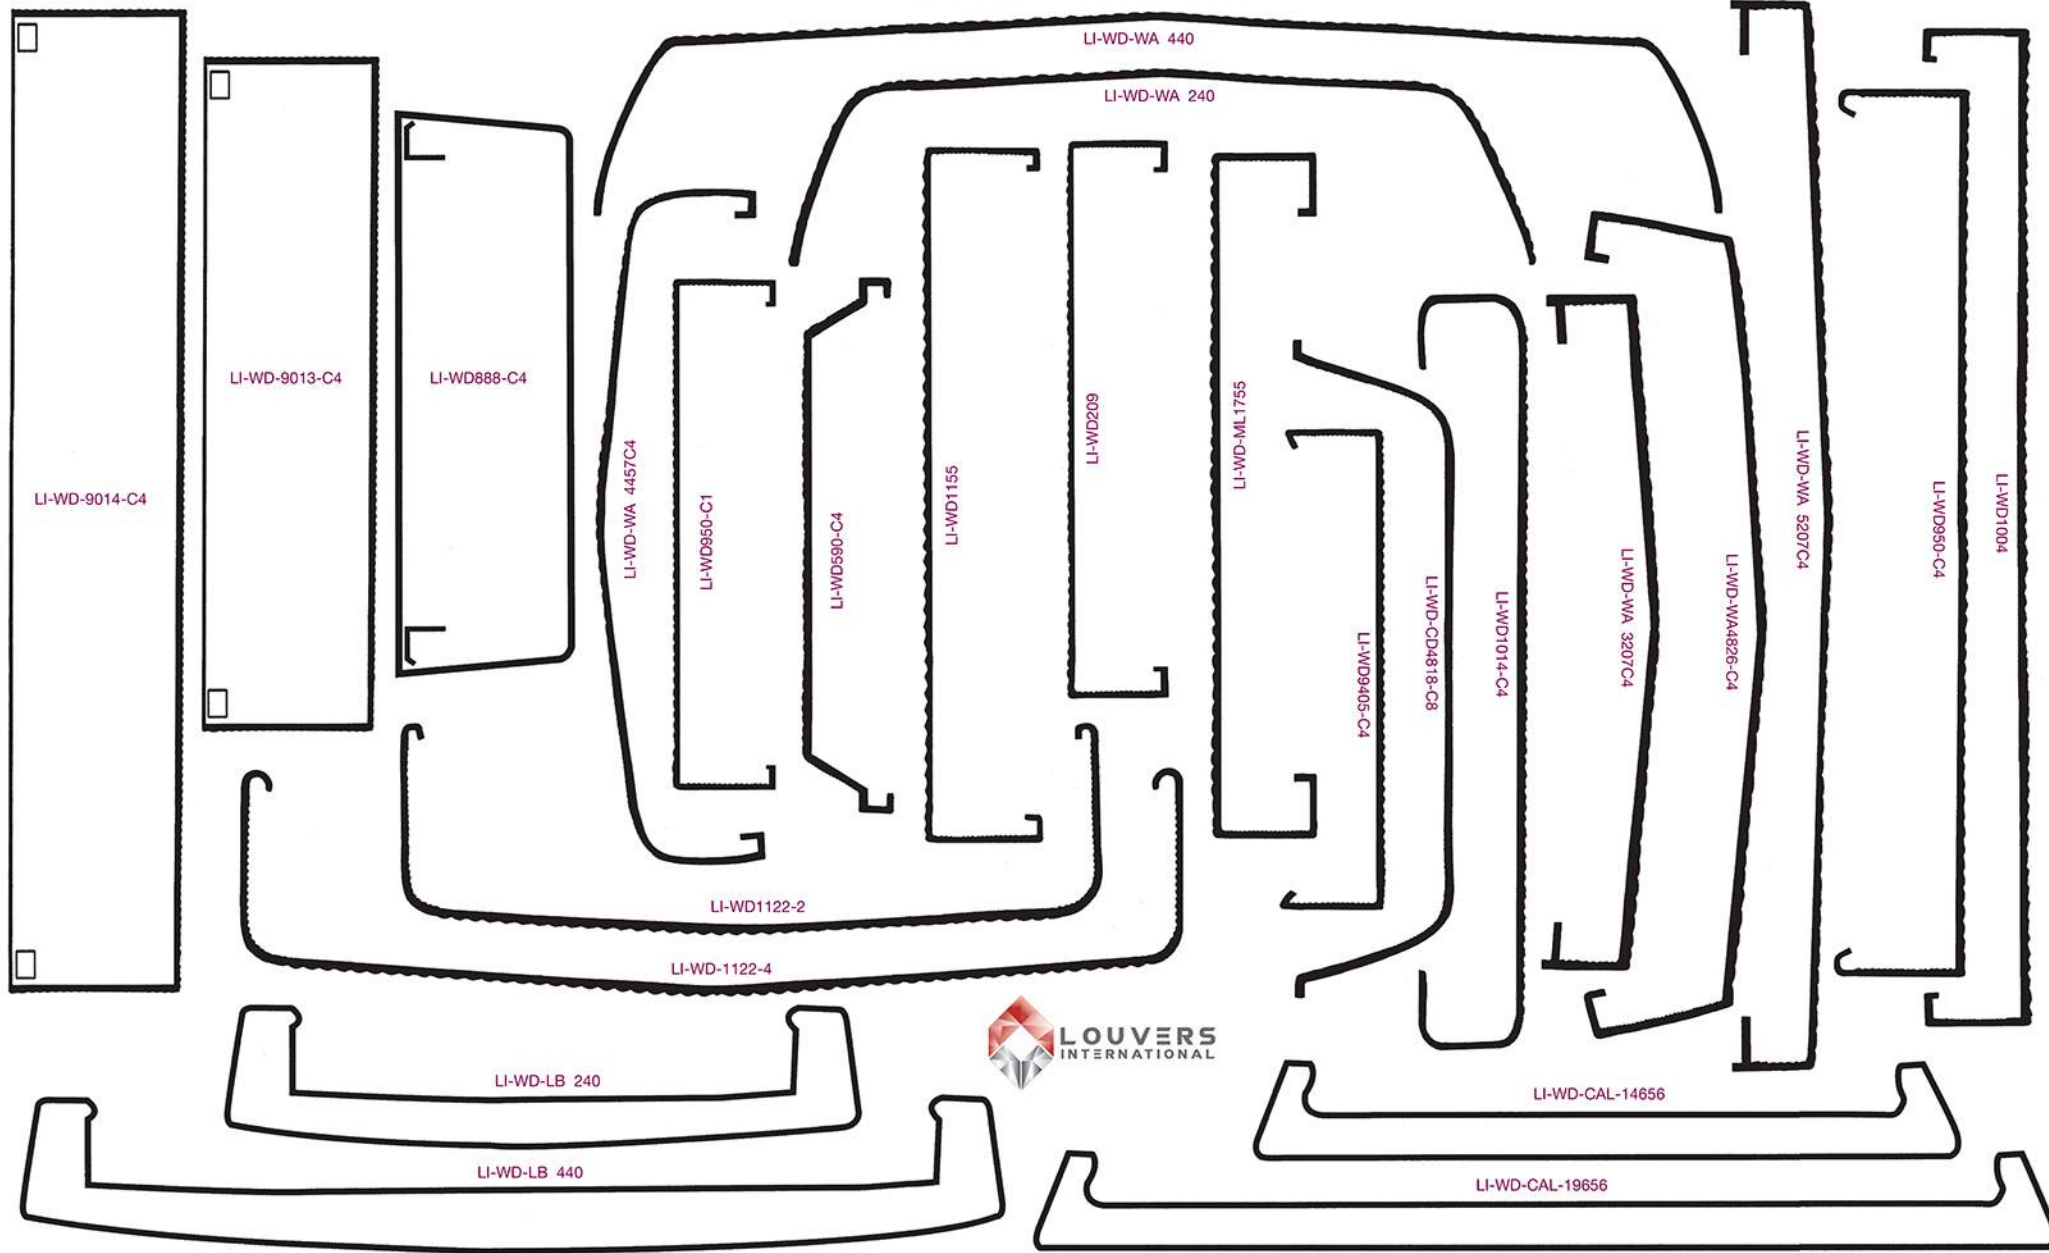 LI-WD-WA 440
LI-WD-WA 240
LI-WD-9014-C4
LI-WD-9013-C4
LI-WD888-C4
LI-WD-WA 4457C4
LI-WD950-C1
LI-WD590-C4
LI-WD1155
LI-WD209
LI-WD-ML1755
LI-WD9405-C4
LI-WD-CD4818-C8
LI-WD1014-C4
LI-WD-WA 3207C4
LI-WD-WA4826-C4
LI-WD-WA 5207C4
LI-WD950-C4
LI-WD1004
LI-WD1122-2
LI-WD-1122-4
LOUVERS
INTERNATIONAL
LI-WD-LB 240
LI-WD-LB 440
LI-WD-CAL-14656
LI-WD-CAL-19656